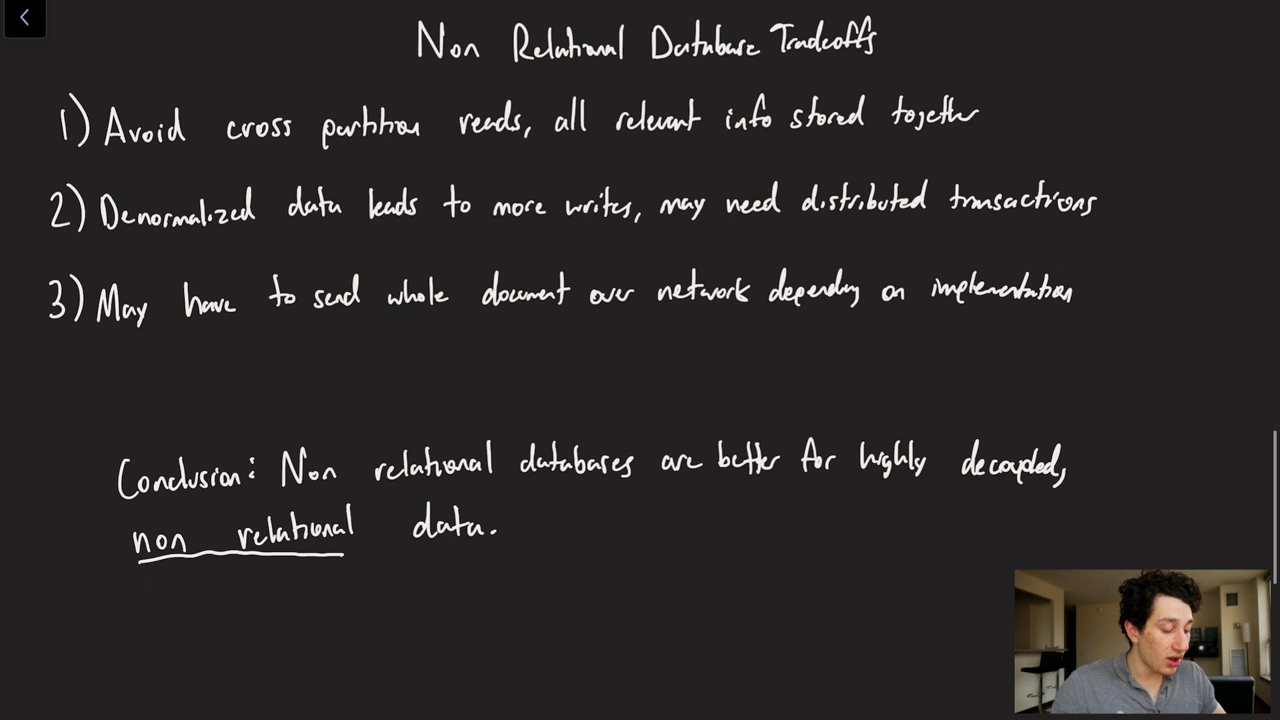 Non Relational Database Tradeoffs
1) Avoid cross partition reads, all relevant info stored together
2) Denormalized data leads to more writes, may need distributed transactions
3) May have to send whole document over network depending on implementation
Conclusion: Non relational databases are better for highly decoupled,
non relational data.